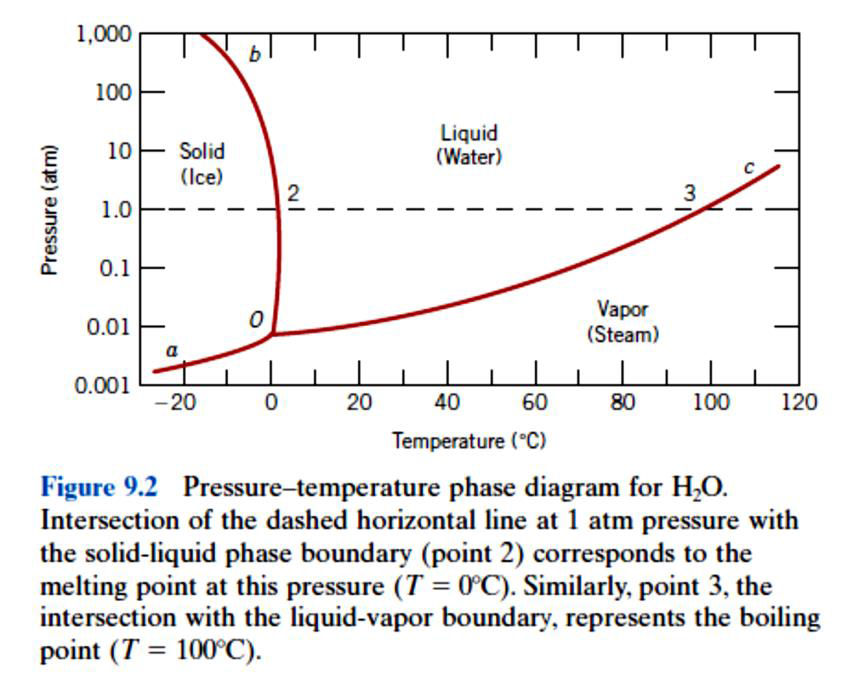 1,000
b
100
Liquid
(Water)
Solid
(Ice)
10
c
2
3
1.0
Pressure (atm)
0.1
Vapor
(Steam)
O
0.01
a
0.001
−20 0 20 40 60 80 100 120
Temperature (°C)
Figure 9.2 Pressure–temperature phase diagram for H₂O.
Intersection of the dashed horizontal line at 1 atm pressure with
the solid-liquid phase boundary (point 2) corresponds to the
melting point at this pressure (T = 0°C). Similarly, point 3, the
intersection with the liquid-vapor boundary, represents the boiling
point (T = 100°C).